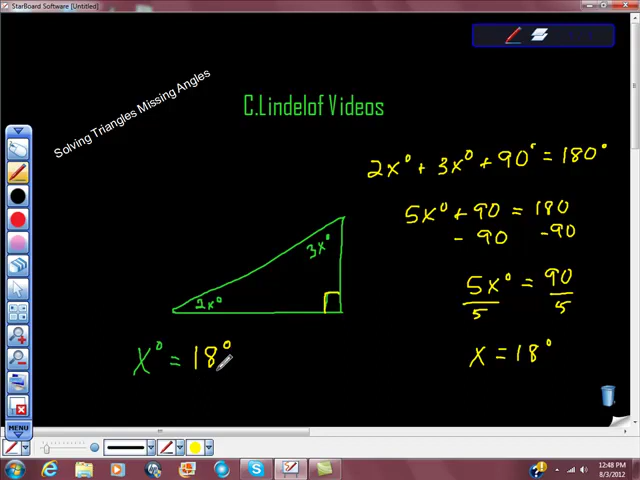 StarBoard Software [Untitled]
Solving Triangles Missing Angles
C.Lindelof Videos
2x° + 3x° + 90° = 180°
5x° + 90 = 180
- 90 -90
5x° = 90
5 5
x = 18°
3x°
2x°
x° = 18°
MENU
12:48 PM
8/3/2012